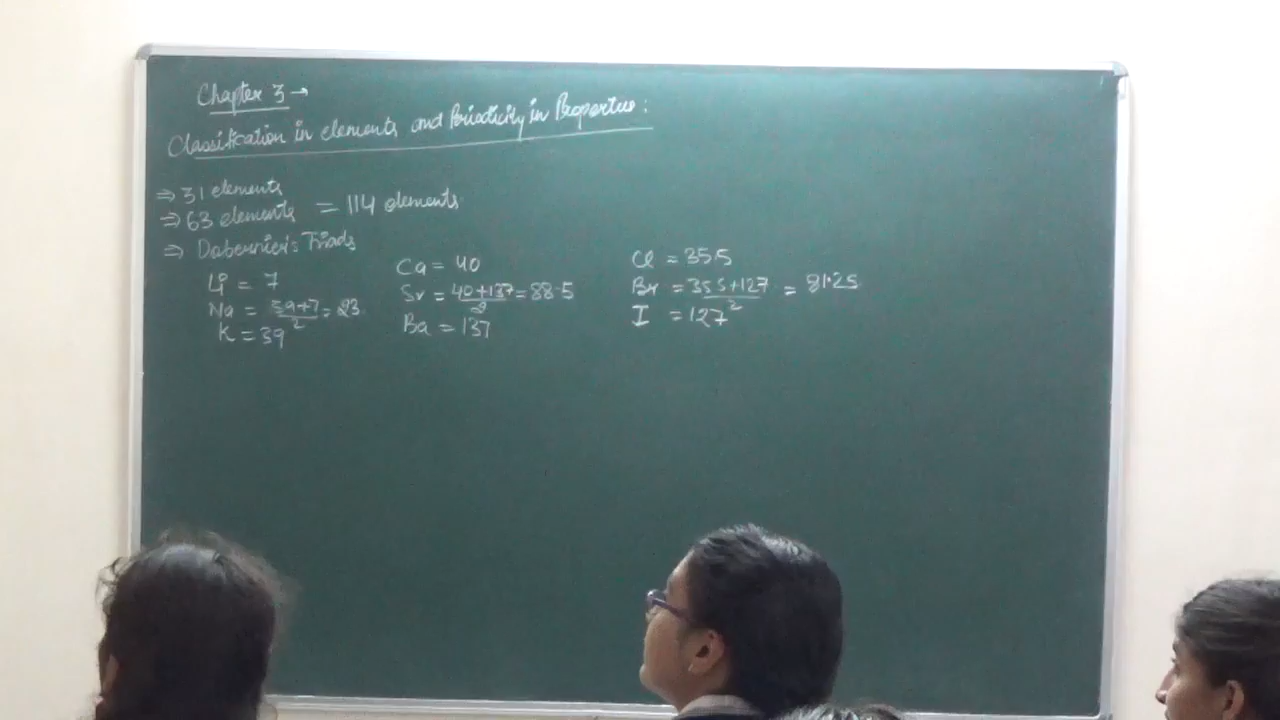 Chapter 3 →
Classification in elements and Periodicity in Properties :
⇒ 31 elements
⇒ 63 elements = 114 elements
⇒ Dobernier's Triads
Li = 7
Na = 39+7/2 = 23
K = 39
Ca = 40
Sr = 40+137/2 = 88.5
Ba = 137
Cl = 35.5
Br = 35.5+127/2 = 81.25
I = 127